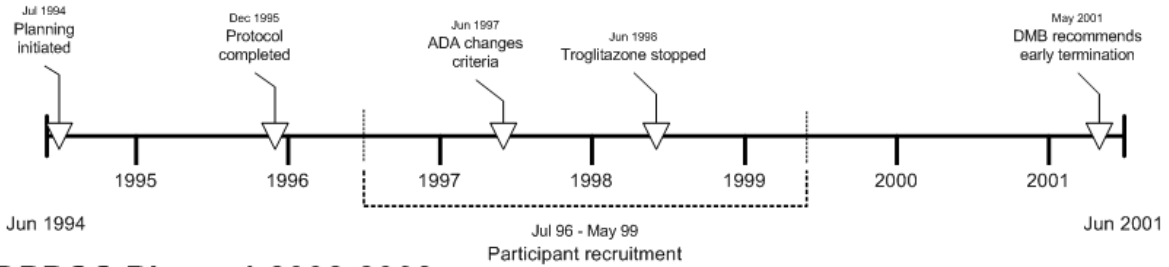 Jul 1994
Planning
initiated
Dec 1995
Protocol
completed
Jun 1997
ADA changes
criteria
Jun 1998
Troglitazone stopped
May 2001
DMB recommends
early termination
1995
1996
1997
1998
1999
2000
2001
Jun 1994
Jun 2001
Jul 96 - May 99
Participant recruitment